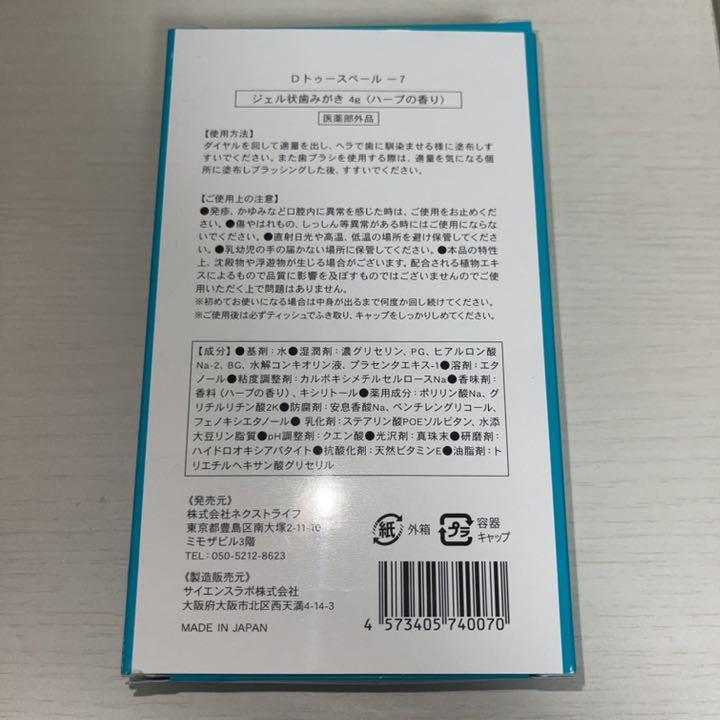 Dトゥースペール −7
ジェル状歯みがき 4g（ハーブの香り）
医薬部外品
【使用方法】
ダイヤルを回して適量を出し、ヘラで歯に馴染ませる様に塗布しす
すいでください。また歯ブラシを使用する際は、適量を気になる個
所に塗布しブラッシングした後、すすいでください。
【ご使用上の注意】
●発疹、かゆみなど口腔内に異常を感じた時は、ご使用をお止めくだ
さい。●傷やはれもの、しっしん等異常がある時にはご使用にならな
いでください。●直射日光や高温、低温の場所を避け保管してくださ
い。●乳幼児の手の届かない場所に保管してください。●本品の特性
上、沈殿物や浮遊物が生じる場合がございます。配合される植物エキ
スによるもので品質に影響を及ぼすものではございませんのでご使
用いただく上で問題はありません。
※初めてお使いになる場合は中身が出るまで何度か回し続けてください。
※ご使用後は必ずティッシュでふき取り、キャップをしっかりしめてください。
【成分】●基剤：水●湿潤剤：濃グリセリン、PG、ヒアルロン酸
Na-2、BG、水解コンキオリン液、プラセンタエキス-1●溶剤：エタ
ノール●粘度調整剤：カルボキシメチルセルロースNa●香味剤：
香料（ハーブの香り）、キシリトール●薬用成分：ポリリン酸Na、グ
リチルリチン酸2K●防腐剤：安息香酸Na、ペンチレングリコール、
フェノキシエタノール● 乳化剤：ステアリン酸POEソルビタン、水添
大豆リン脂質●pH調整剤：クエン酸●光沢剤：真珠末●研磨剤：
ハイドロオキシアパタイト●抗酸化剤：天然ビタミンE●油脂剤：ト
リエチルヘキサン酸グリセリル
《発売元》
株式会社ネクストライフ
東京都豊島区南大塚2-11-10
ミモザビル3階
TEL：050-5212-8623
《製造販売元》
サイエンスラボ株式会社
大阪府大阪市北区西天満4-14-3
MADE IN JAPAN
紙 外箱
プラ 容器
キャップ
4 573405 740070